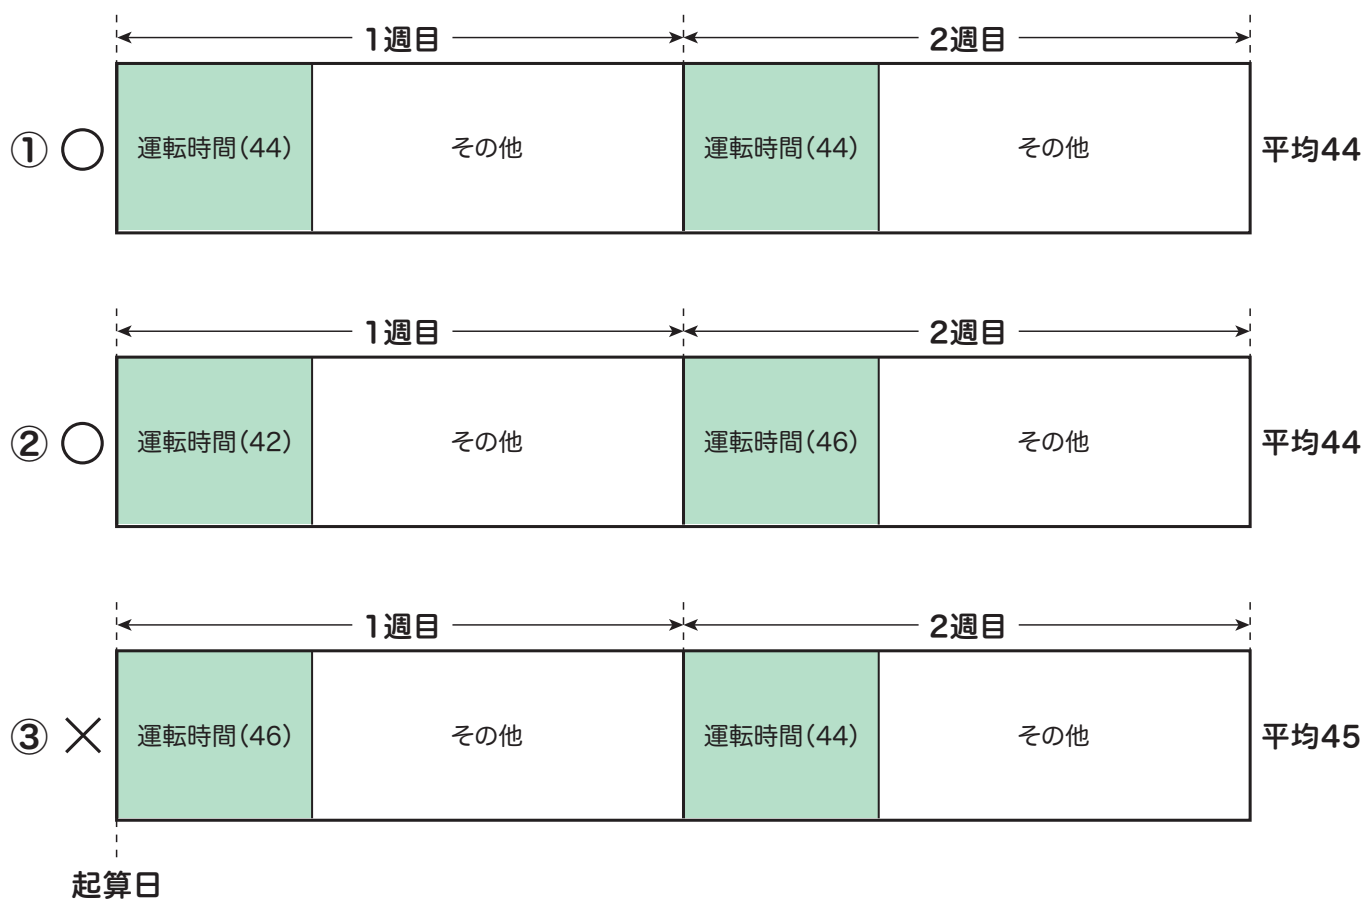 1週目 2週目
① ○ 運転時間(44) その他 運転時間(44) その他 平均44
1週目 2週目
② ○ 運転時間(42) その他 運転時間(46) その他 平均44
1週目 2週目
③ × 運転時間(46) その他 運転時間(44) その他 平均45
起算日